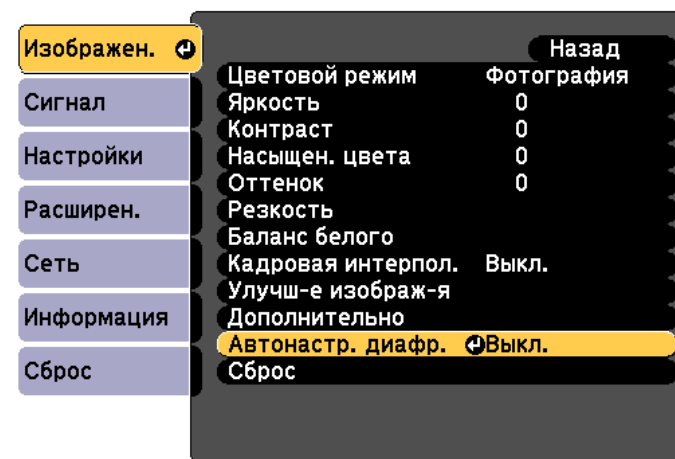 Изображен.
Сигнал
Настройки
Расширен.
Сеть
Информация
Сброс
Назад
Цветовой режим Фотография
Яркость 0
Контраст 0
Насыщен. цвета 0
Оттенок 0
Резкость
Баланс белого
Кадровая интерпол. Выкл.
Улучш-е изображ-я
Дополнительно
Автонастр. диафр. Выкл.
Сброс